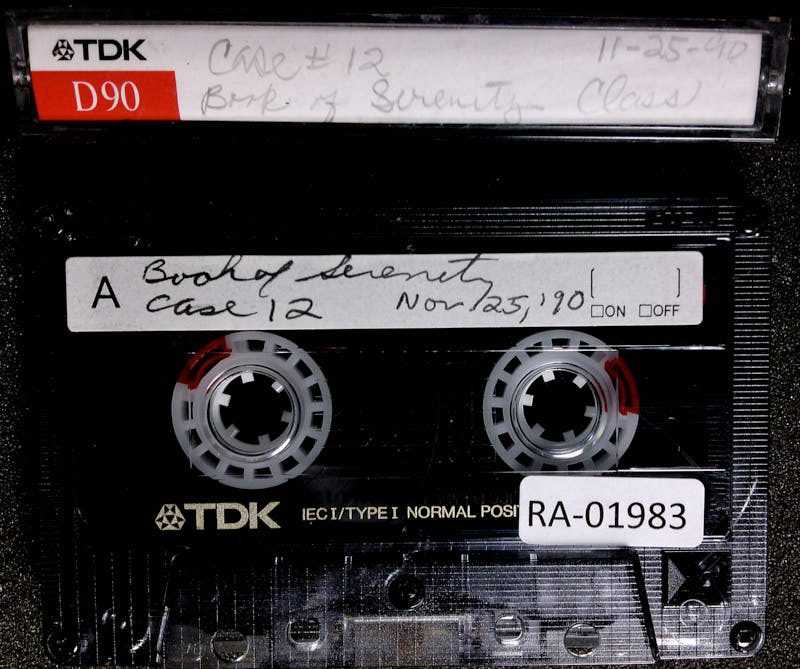 TDK
D90
Case # 12 11-25-90
Book of Serenity Class
A
Book of Serenity
Case 12 Nov 25, '90
[ ]
ON OFF
TDK
IEC I/TYPE I NORMAL POSI
RA-01983